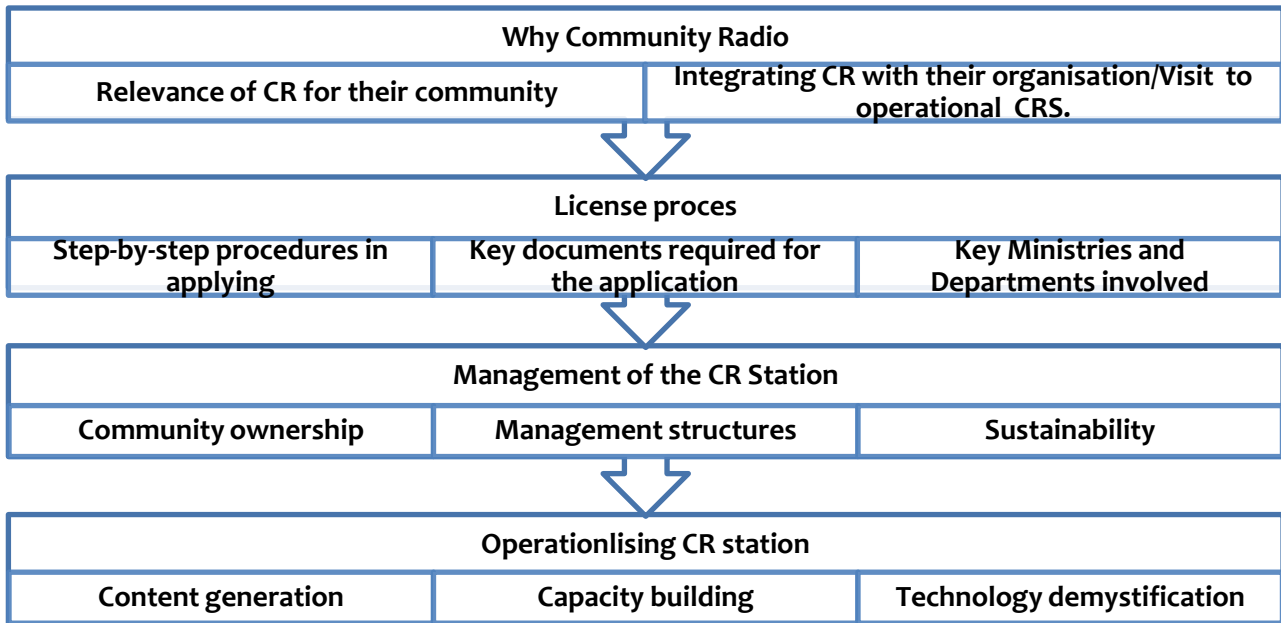 Why Community Radio
Relevance of CR for their community
Integrating CR with their organisation/Visit to
operational CRS.
License proces
Step-by-step procedures in
applying
Key documents required for
the application
Key Ministries and
Departments involved
Management of the CR Station
Community ownership
Management structures
Sustainability
Operationlising CR station
Content generation
Capacity building
Technology demystification